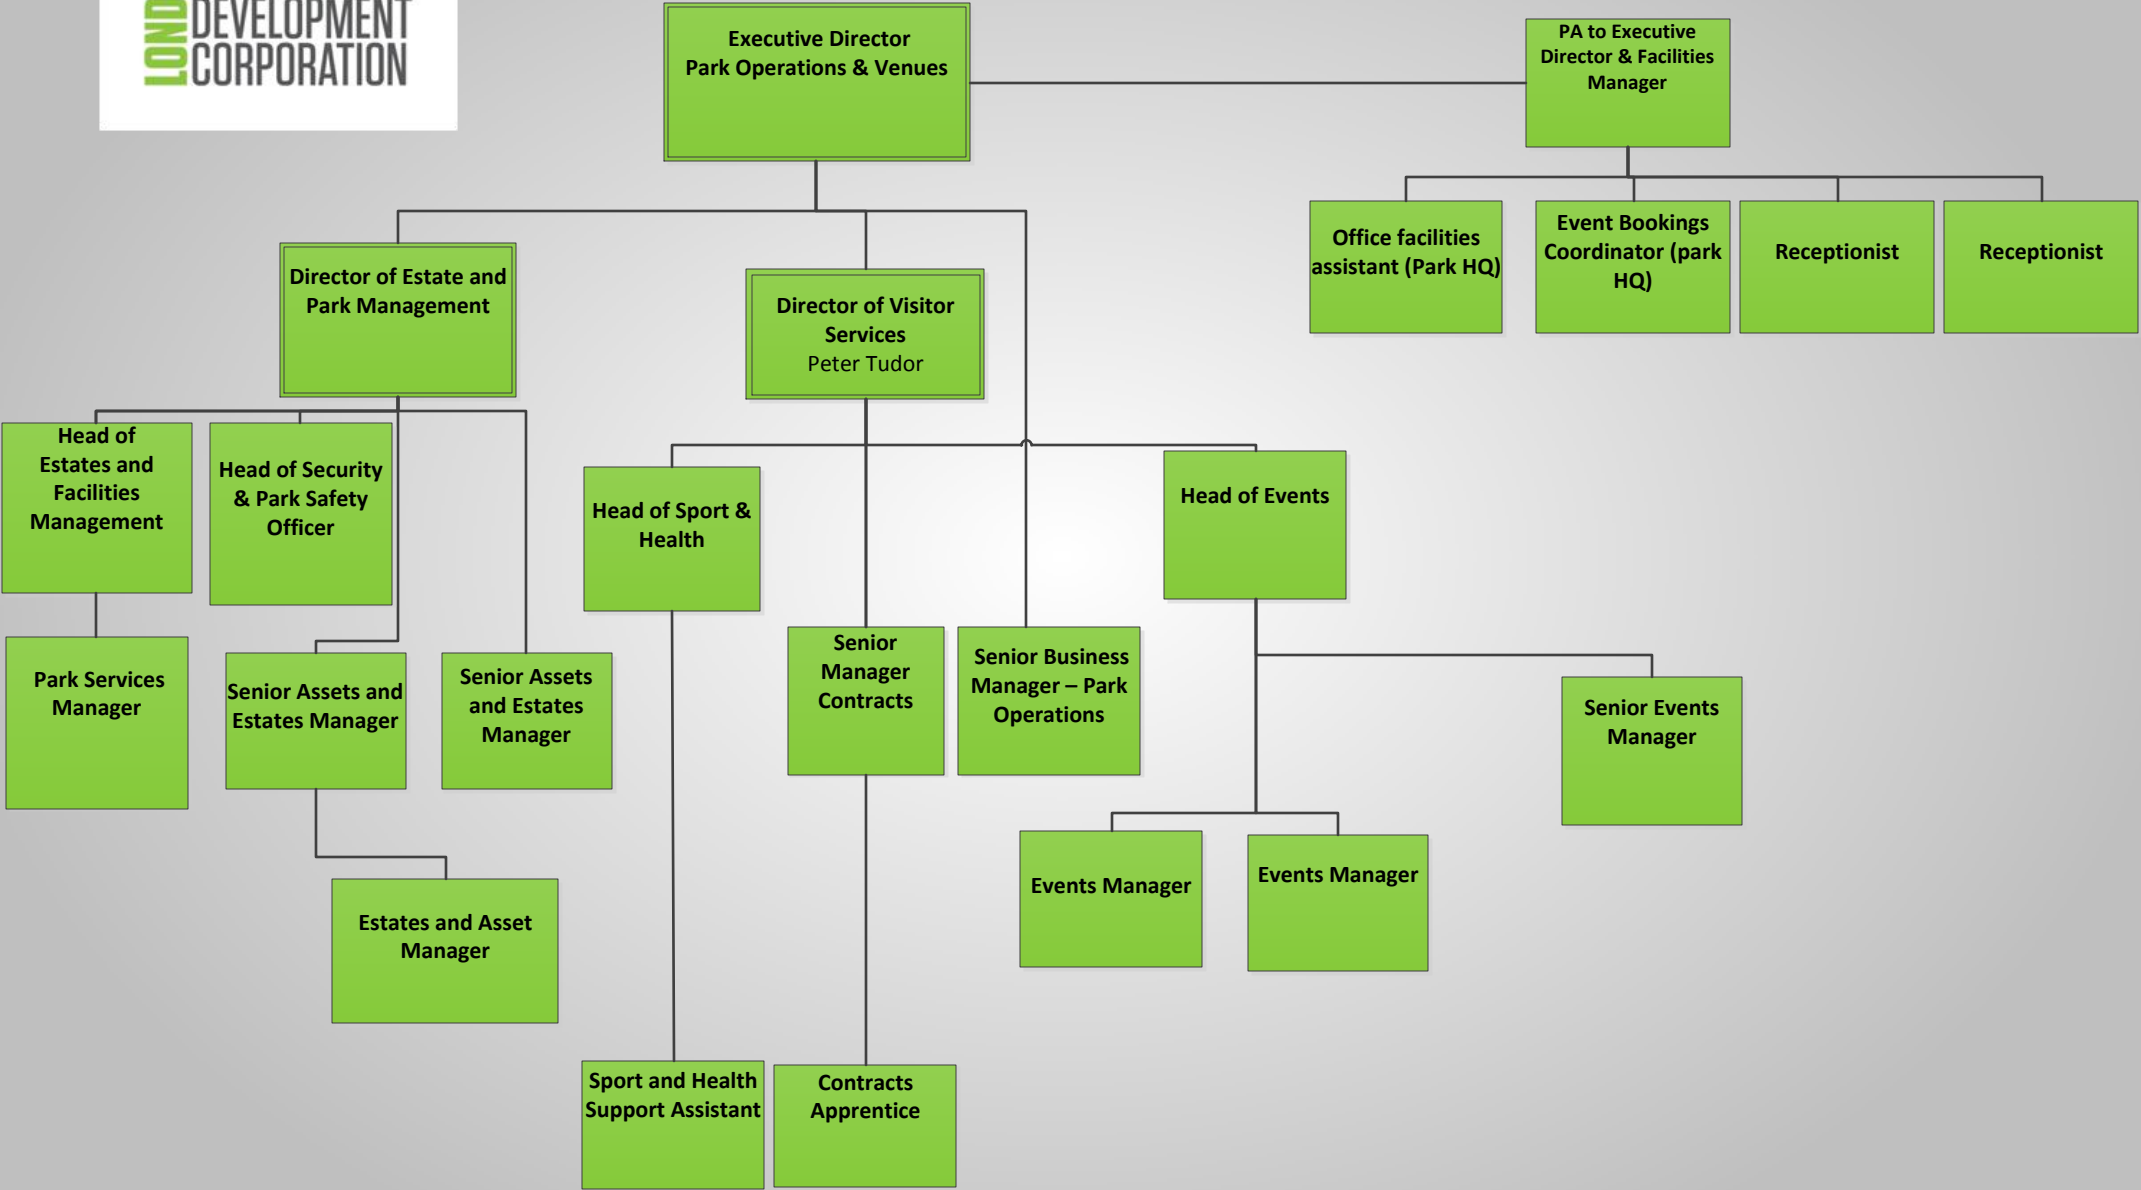 LOND
DEVELOPMENT
CORPORATION
Executive Director
Park Operations & Venues
PA to Executive
Director & Facilities
Manager
Office facilities
assistant (Park HQ)
Event Bookings
Coordinator (park
HQ)
Receptionist
Receptionist
Director of Estate and
Park Management
Director of Visitor
Services
Peter Tudor
Head of
Estates and
Facilities
Management
Head of Security
& Park Safety
Officer
Head of Sport &
Health
Head of Events
Park Services
Manager
Senior Assets and
Estates Manager
Senior Assets
and Estates
Manager
Senior
Manager
Contracts
Senior Business
Manager – Park
Operations
Senior Events
Manager
Events Manager
Events Manager
Estates and Asset
Manager
Sport and Health
Support Assistant
Contracts
Apprentice